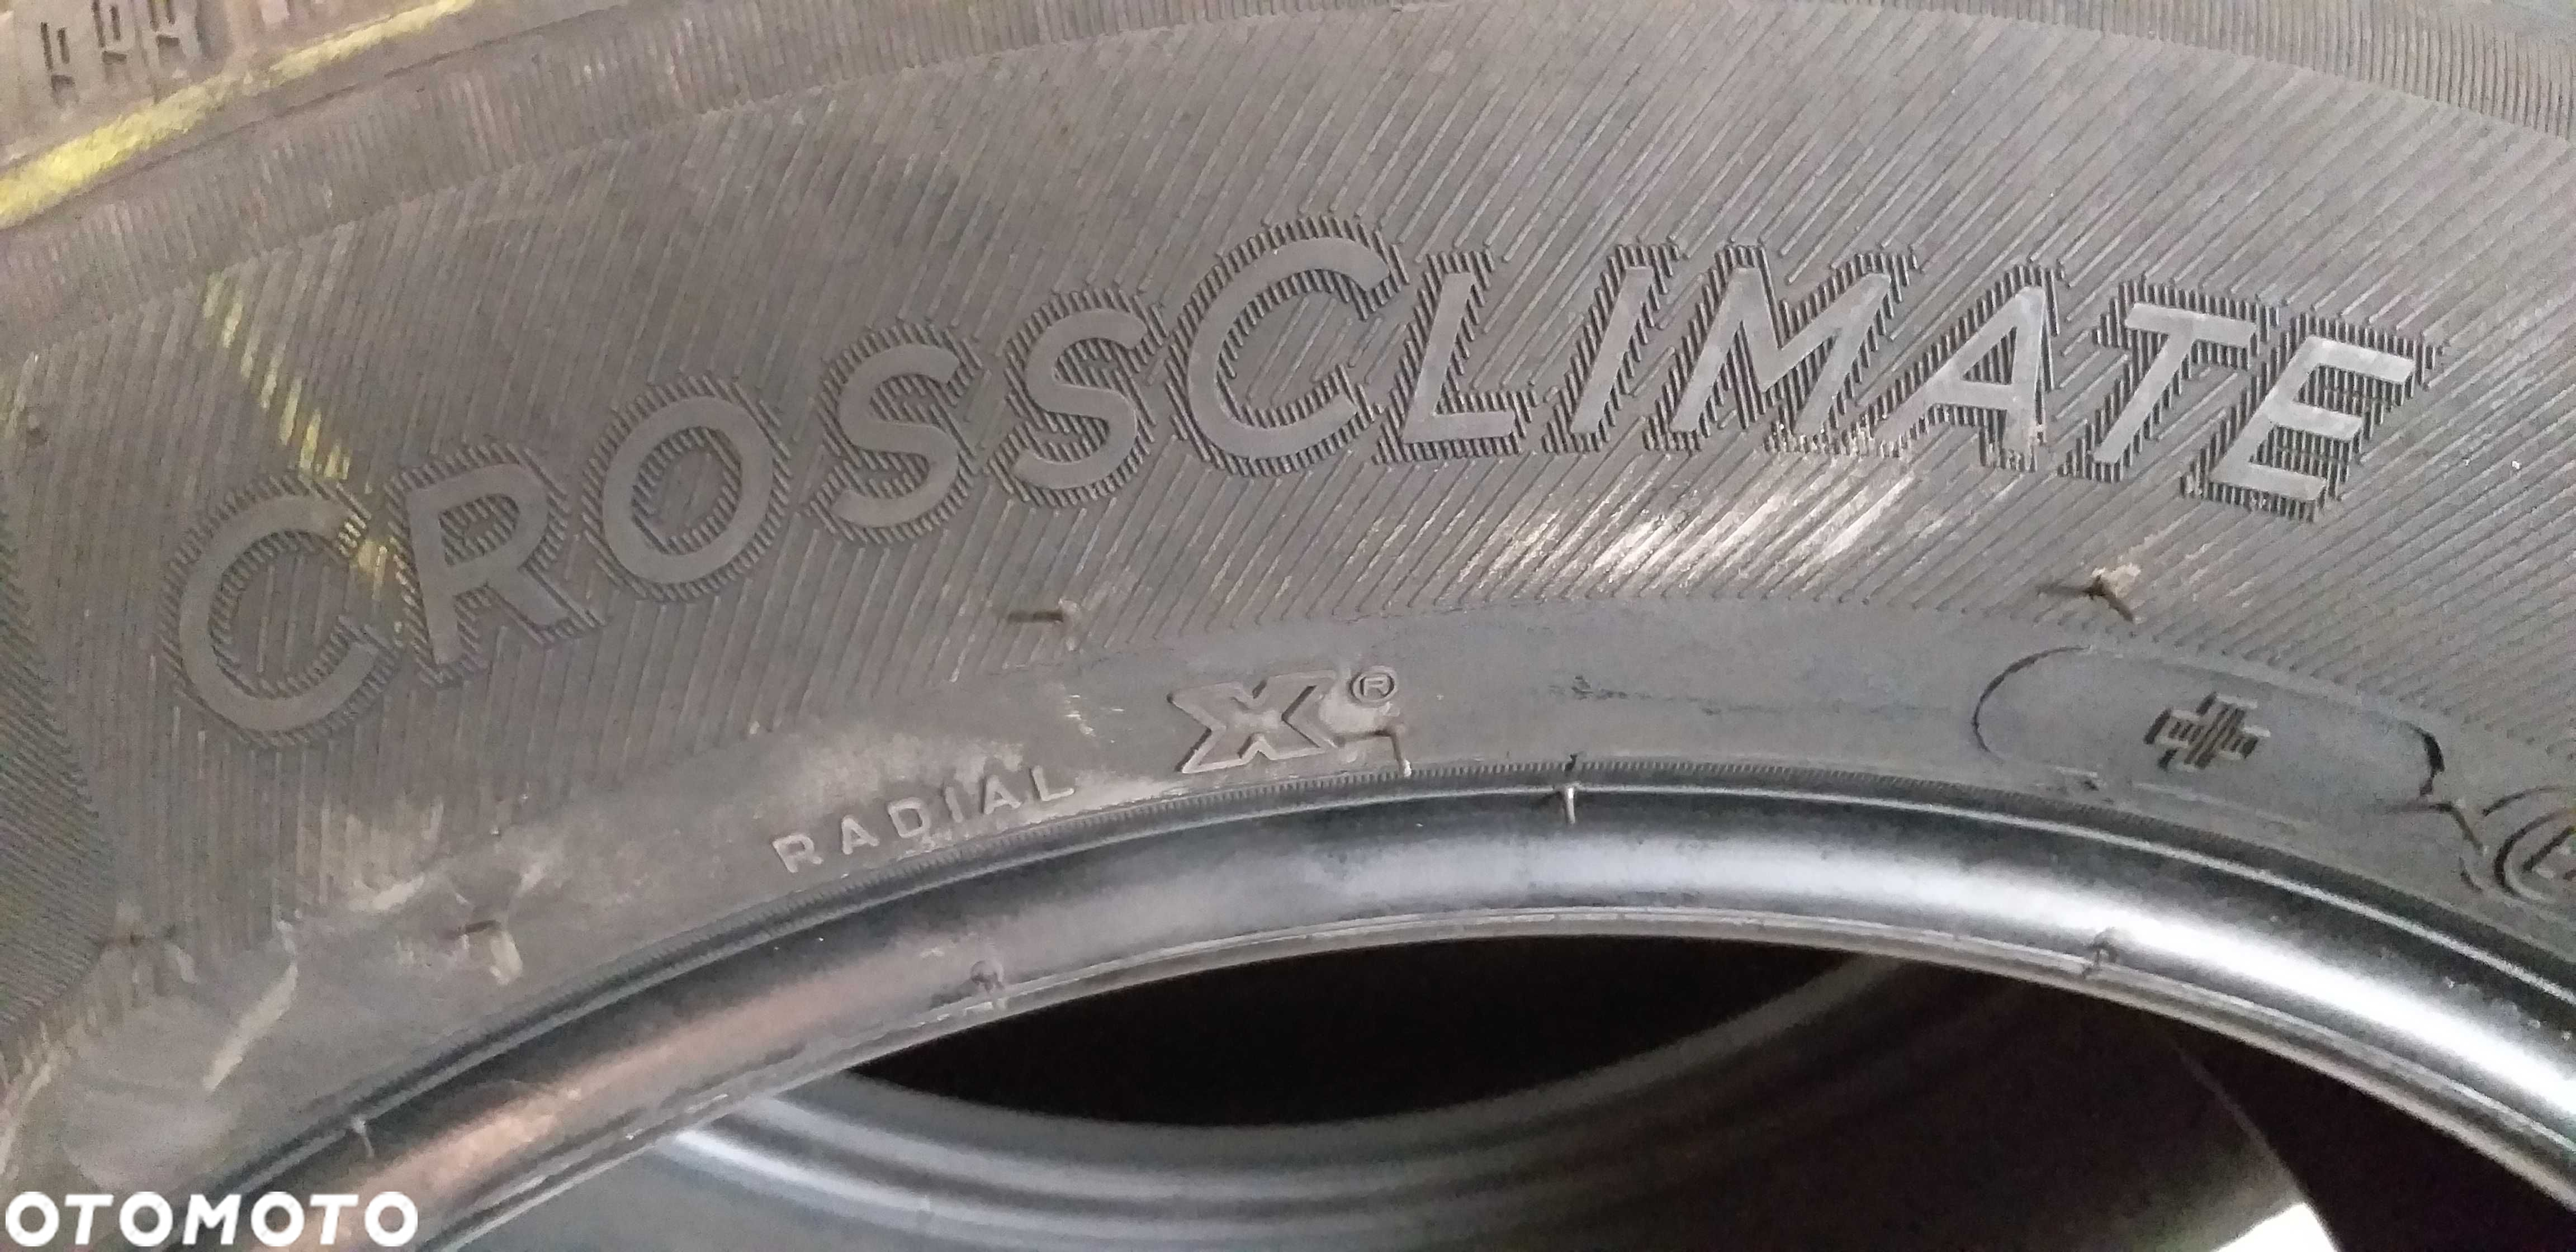 CROSSCLIMATE
RADIAL X®
+
OTOMOTO